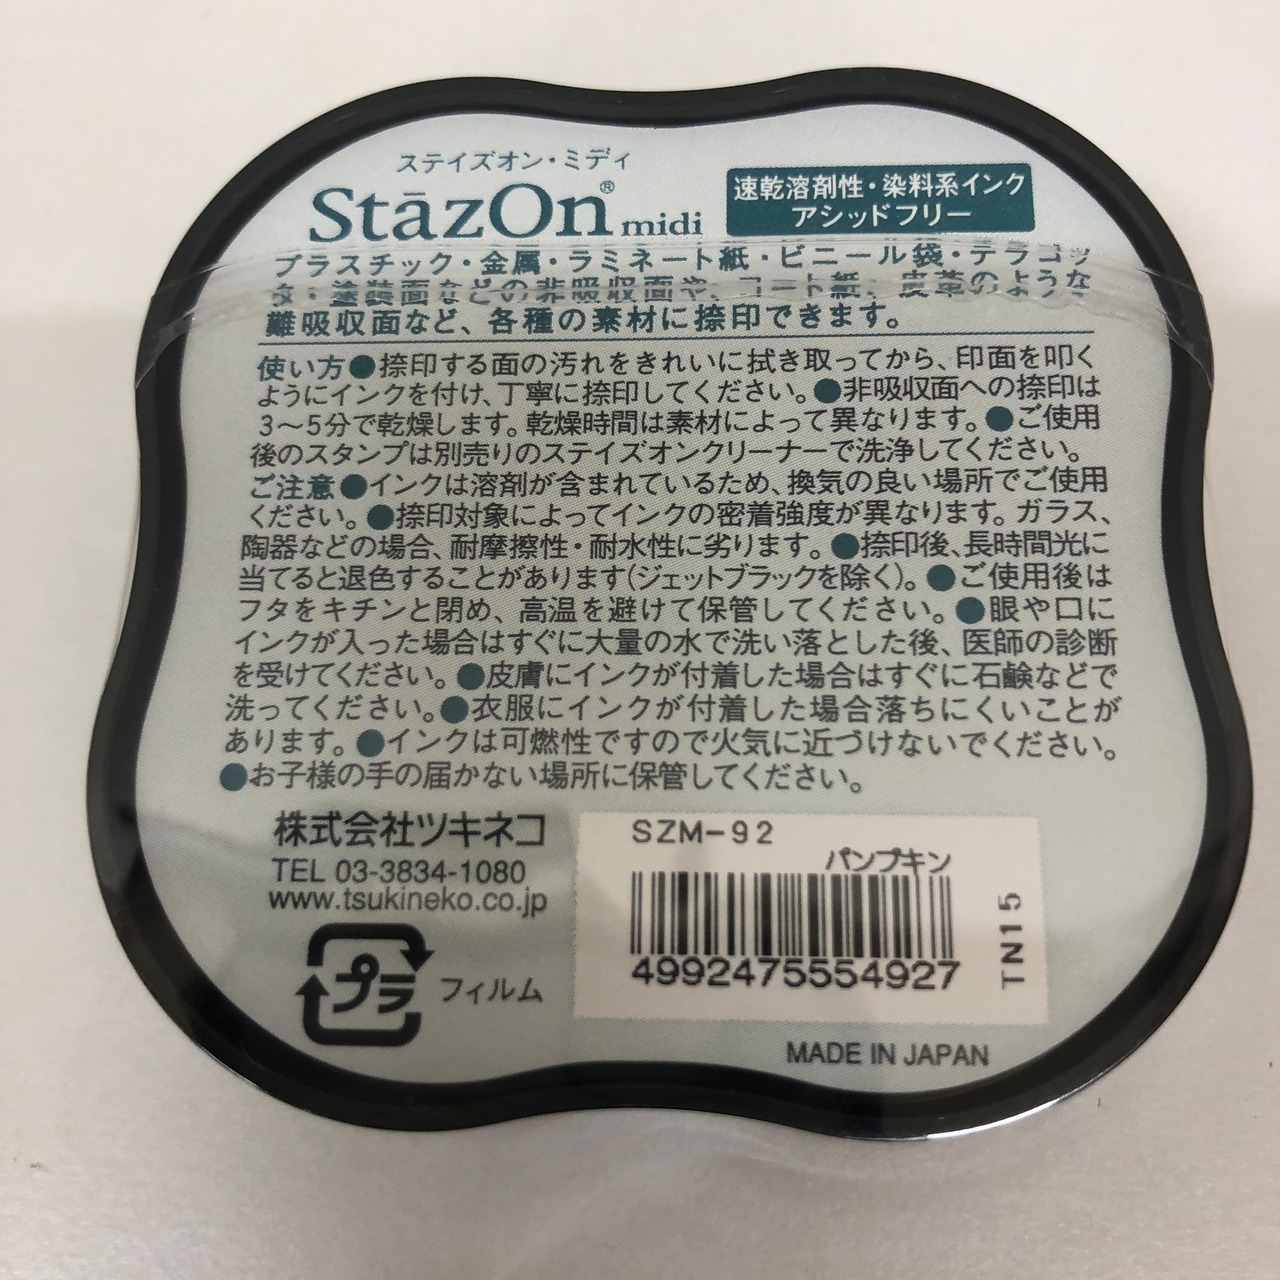 ステイズオン・ミディ
StāzOn® midi
速乾溶剤性・染料系インク
アシッドフリー
プラスチック・金属・ラミネート紙・ビニール袋・テラコッ
タ・塗装面などの非吸収面や、コート紙、皮革のような
難吸収面など、各種の素材に捺印できます。
使い方●捺印する面の汚れをきれいに拭き取ってから、印面を叩く
ようにインクを付け、丁寧に捺印してください。●非吸収面への捺印は
3〜5分で乾燥します。乾燥時間は素材によって異なります。●ご使用
後のスタンプは別売りのステイズオンクリーナーで洗浄してください。
ご注意●インクは溶剤が含まれているため、換気の良い場所でご使用
ください。●捺印対象によってインクの密着強度が異なります。ガラス、
陶器などの場合、耐摩擦性・耐水性に劣ります。●捺印後、長時間光に
当てると退色することがあります(ジェットブラックを除く)。●ご使用後は
フタをキチンと閉め、高温を避けて保管してください。●眼や口に
インクが入った場合はすぐに大量の水で洗い落とした後、医師の診断
を受けてください。●皮膚にインクが付着した場合はすぐに石鹸などで
洗ってください。●衣服にインクが付着した場合落ちにくいことが
あります。●インクは可燃性ですので火気に近づけないでください。
●お子様の手の届かない場所に保管してください。
株式会社ツキネコ
TEL 03-3834-1080
www.tsukineko.co.jp
プラ フィルム
SZM-92
パンプキン
4992475554927
TN15
MADE IN JAPAN